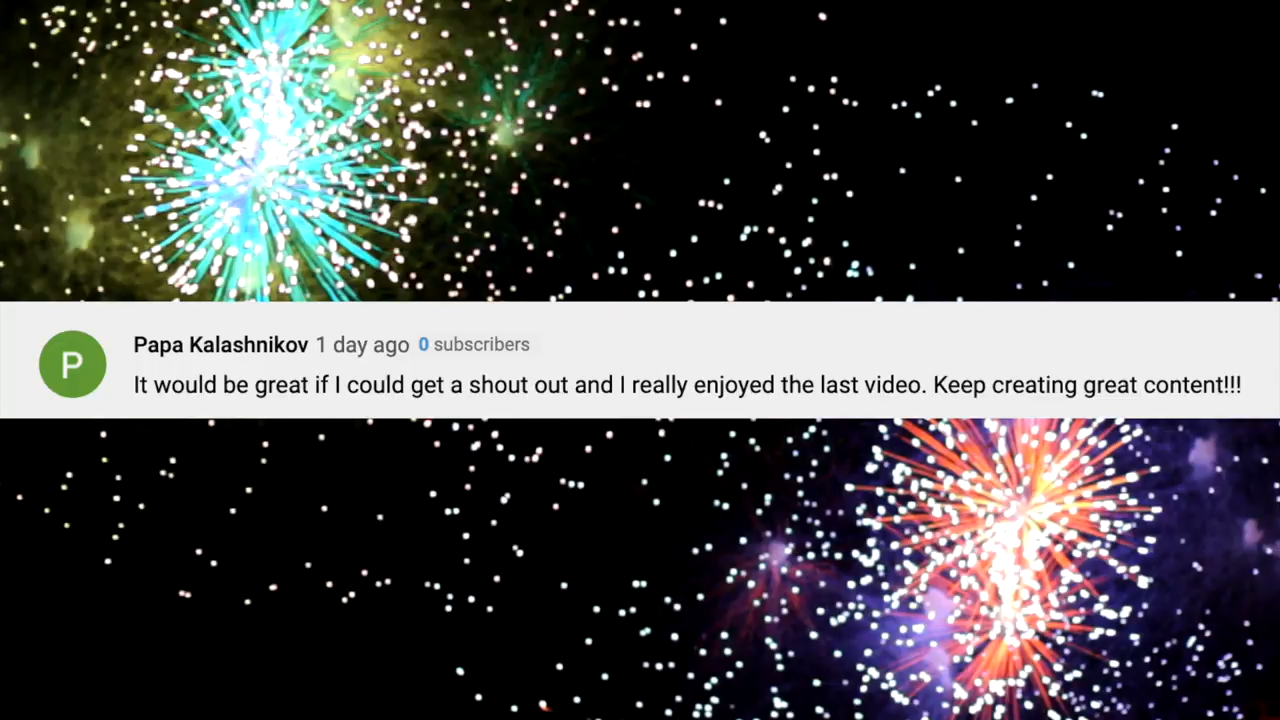 P
Papa Kalashnikov 1 day ago 0 subscribers
It would be great if I could get a shout out and I really enjoyed the last video. Keep creating great content!!!